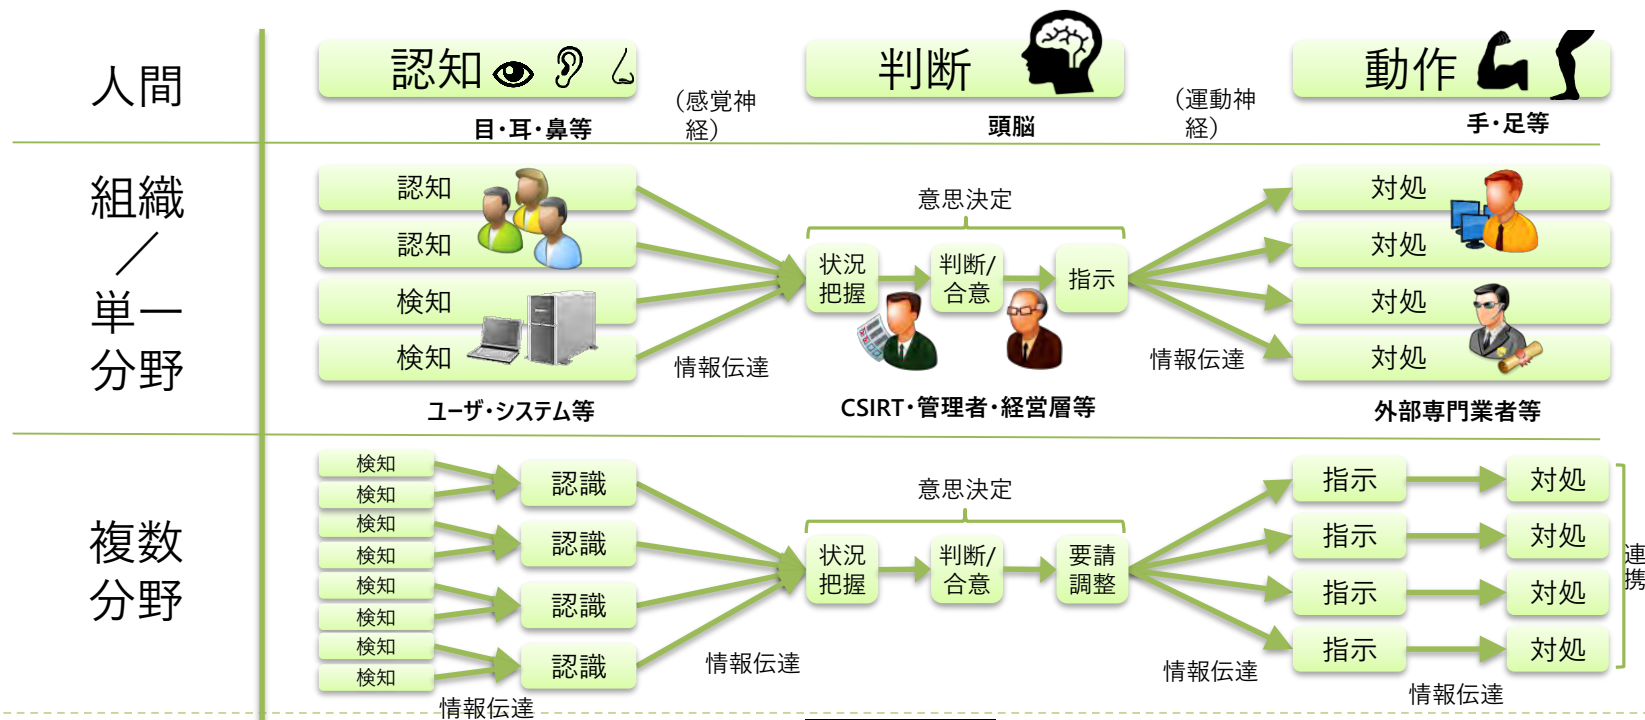 人間
認知
(感覚神
経)
目・耳・鼻等
判断
頭脳
(運動神
経)
動作
手・足等
組織
／
単一
分野
認知
認知
検知
検知
ユーザ・システム等
情報伝達
意思決定
状況
把握
判断/
合意
指示
CSIRT・管理者・経営層等
情報伝達
対処
対処
対処
対処
外部専門業者等
複数
分野
検知
検知
検知
検知
検知
検知
検知
検知
情報伝達
認識
認識
認識
認識
情報伝達
意思決定
状況
把握
判断/
合意
要請
調整
情報伝達
指示
指示
指示
指示
情報伝達
対処
対処
対処
対処
連
携